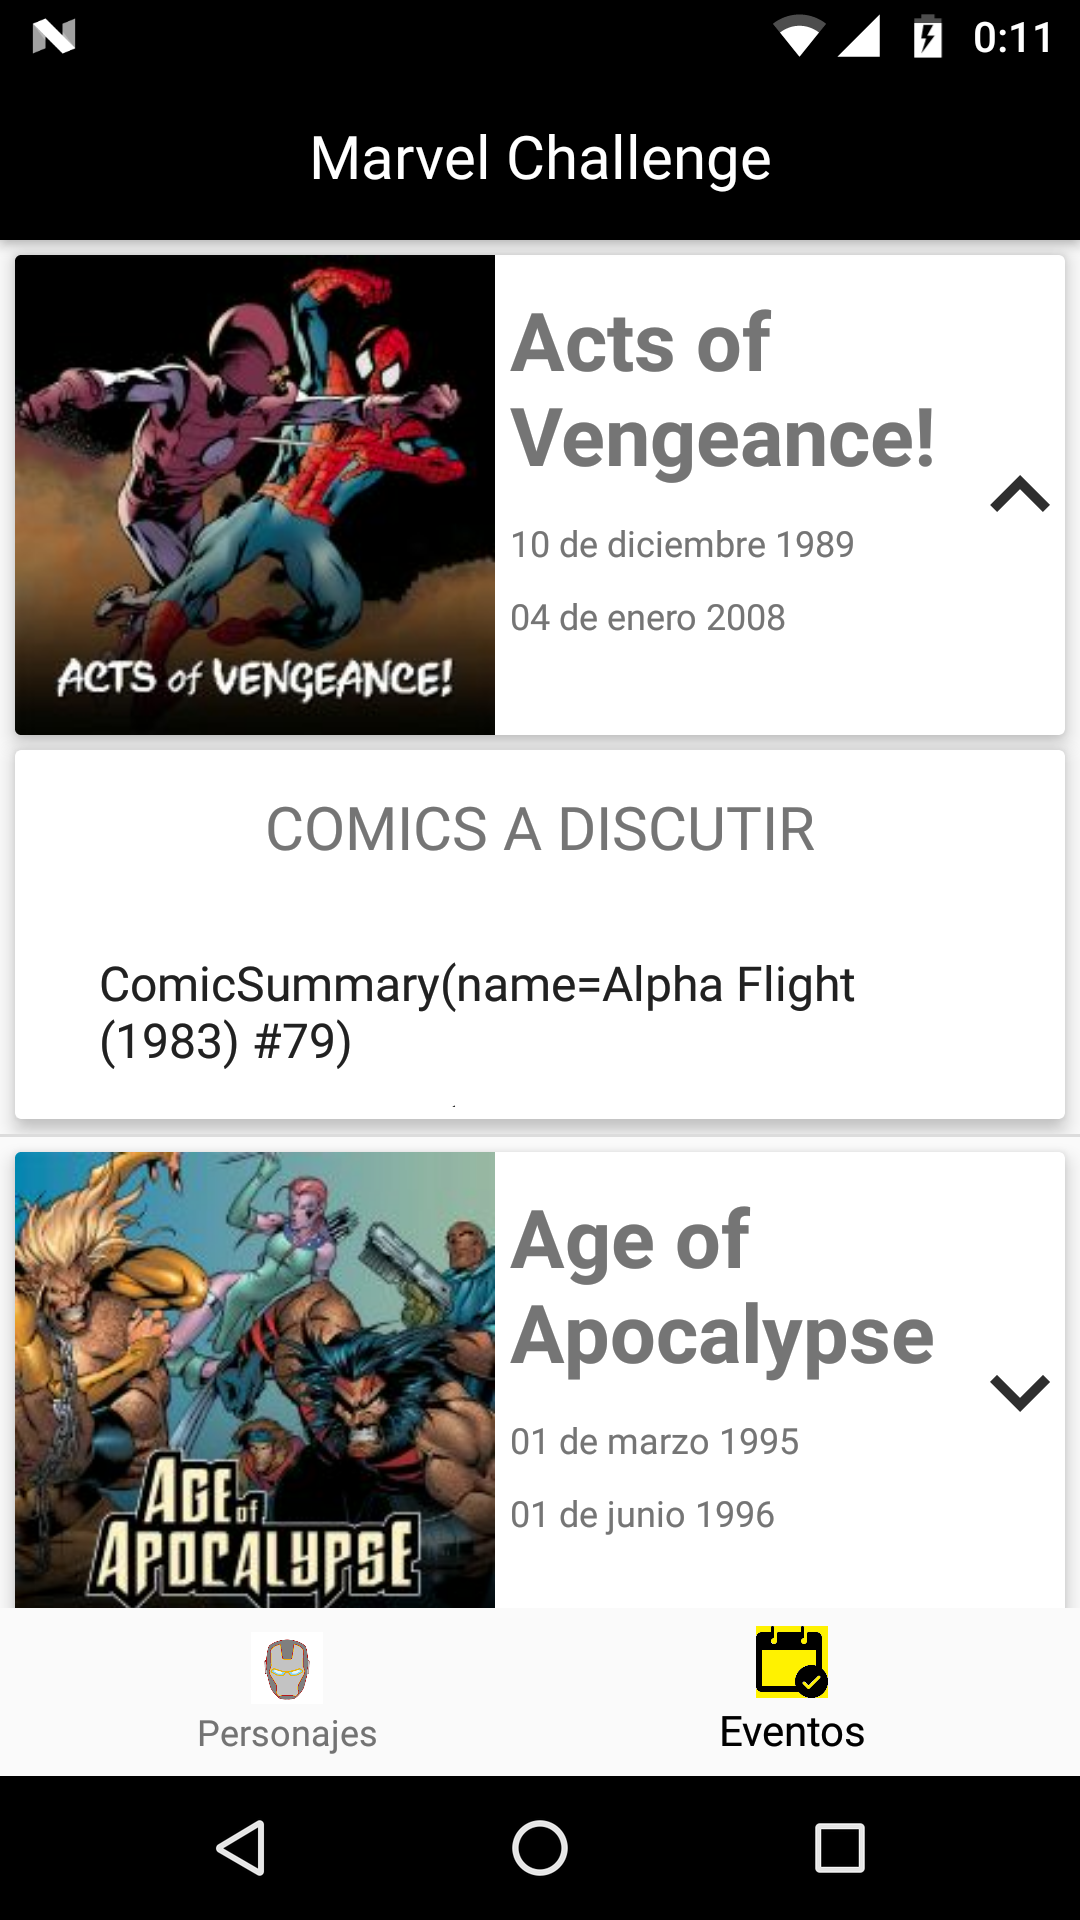 0:11
Marvel Challenge
Acts of
Vengeance!
10 de diciembre 1989
04 de enero 2008
ACTS of VENGEANCE!
COMICS A DISCUTIR
ComicSummary(name=Alpha Flight
(1983) #79)
Age of
Apocalypse
01 de marzo 1995
01 de junio 1996
AGE of
APOCALYPSE
Personajes
Eventos